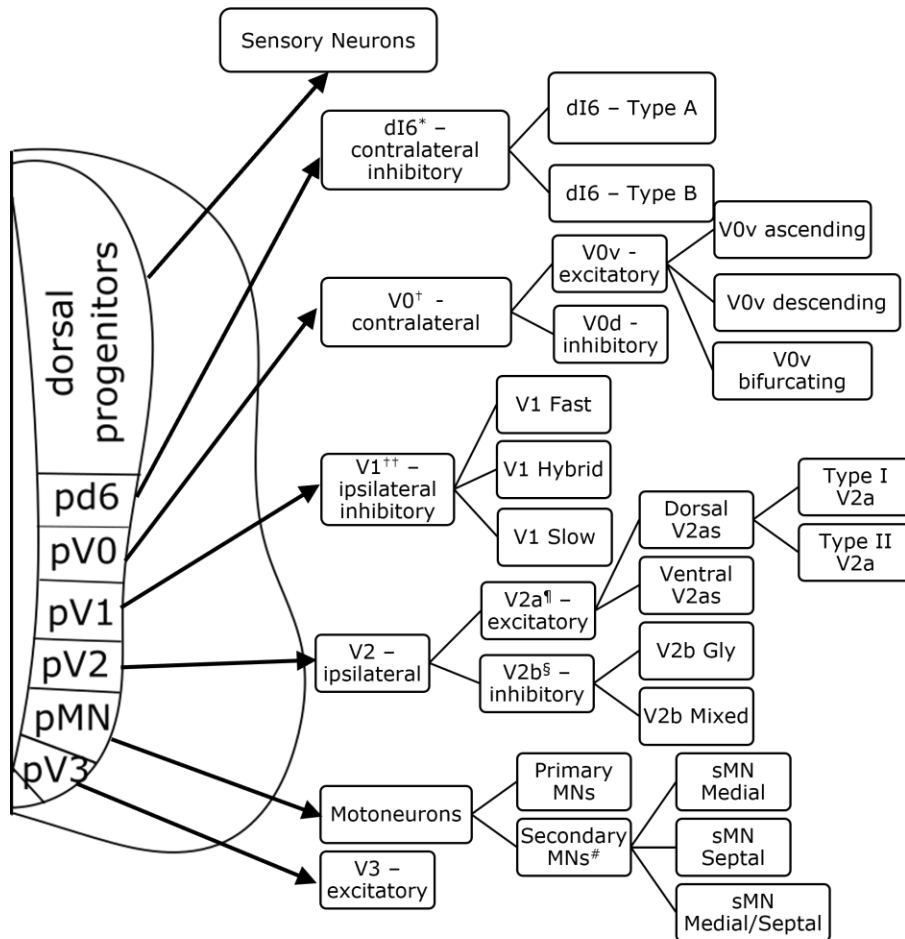 Sensory Neurons
dI6* –
contralateral
inhibitory
dI6 – Type A
dI6 – Type B
V0† -
contralateral
V0v -
excitatory
V0d -
inhibitory
V0v ascending
V0v descending
V0v
bifurcating
V1†† –
ipsilateral
inhibitory
V1 Fast
V1 Hybrid
V1 Slow
V2 –
ipsilateral
V2a¶ –
excitatory
V2b§ –
inhibitory
Dorsal
V2as
Ventral
V2as
Type I
V2a
Type II
V2a
V2b Gly
V2b Mixed
Motoneurons
Primary
MNs
Secondary
MNs#
sMN
Medial
sMN
Septal
sMN
Medial/Septal
V3 –
excitatory
dorsal
progenitors
pd6
pV0
pV1
pV2
pMN
pV3